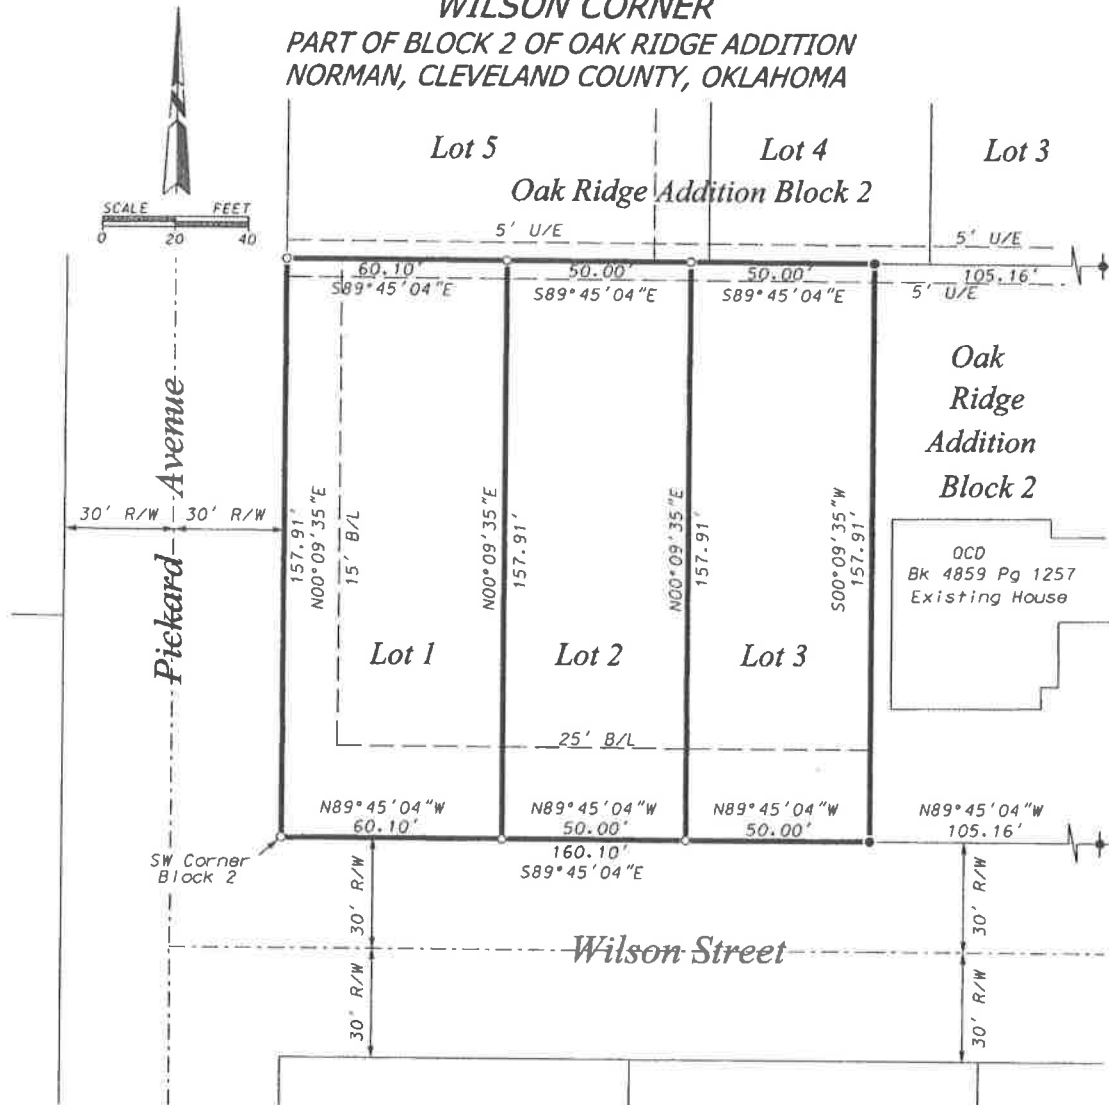 WILSON CORNER
PART OF BLOCK 2 OF OAK RIDGE ADDITION
NORMAN, CLEVELAND COUNTY, OKLAHOMA
N
SCALE FEET
0 20 40
Lot 5
Lot 4
Lot 3
Oak Ridge Addition Block 2
5' U/E
5' U/E
60.10'
S89°45'04"E
50.00'
S89°45'04"E
50.00'
S89°45'04"E
105.16'
5' U/E
Oak
Ridge
Addition
Block 2
Pickard Avenue
30' R/W
30' R/W
157.91'
N00°09'35"E
15' B/L
N00°09'35"E
157.91'
N00°09'35"E
157.91'
S00°09'35"W
157.91'
OCD
Bk 4859 Pg 1257
Existing House
Lot 1
Lot 2
Lot 3
25' B/L
N89°45'04"W
60.10'
N89°45'04"W
50.00'
N89°45'04"W
50.00'
N89°45'04"W
105.16'
160.10'
S89°45'04"E
SW Corner
Block 2
30' R/W
30' R/W
Wilson Street
30' R/W
30' R/W